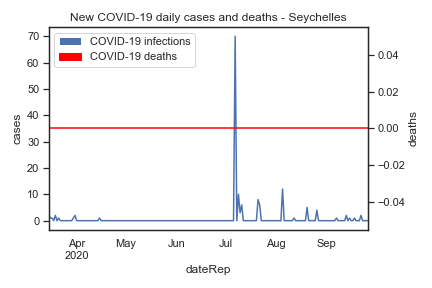 New COVID-19 daily cases and deaths - Seychelles
COVID-19 infections
COVID-19 deaths
70
60
50
40
30
20
10
0
cases
0.04
0.02
0.00
−0.02
−0.04
deaths
Apr May Jun Jul Aug Sep
2020
dateRep